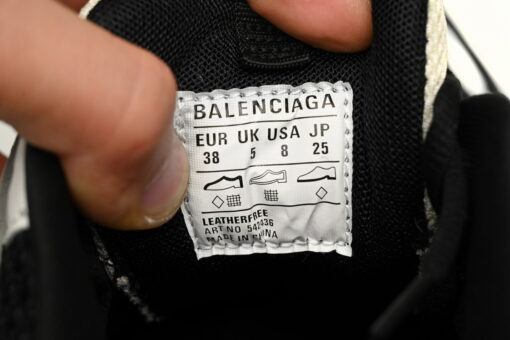 BALENCIAGA
EUR UK USA JP
38 5 8 25
LEATHERFREE
ART NO 542436
MADE IN CHINA